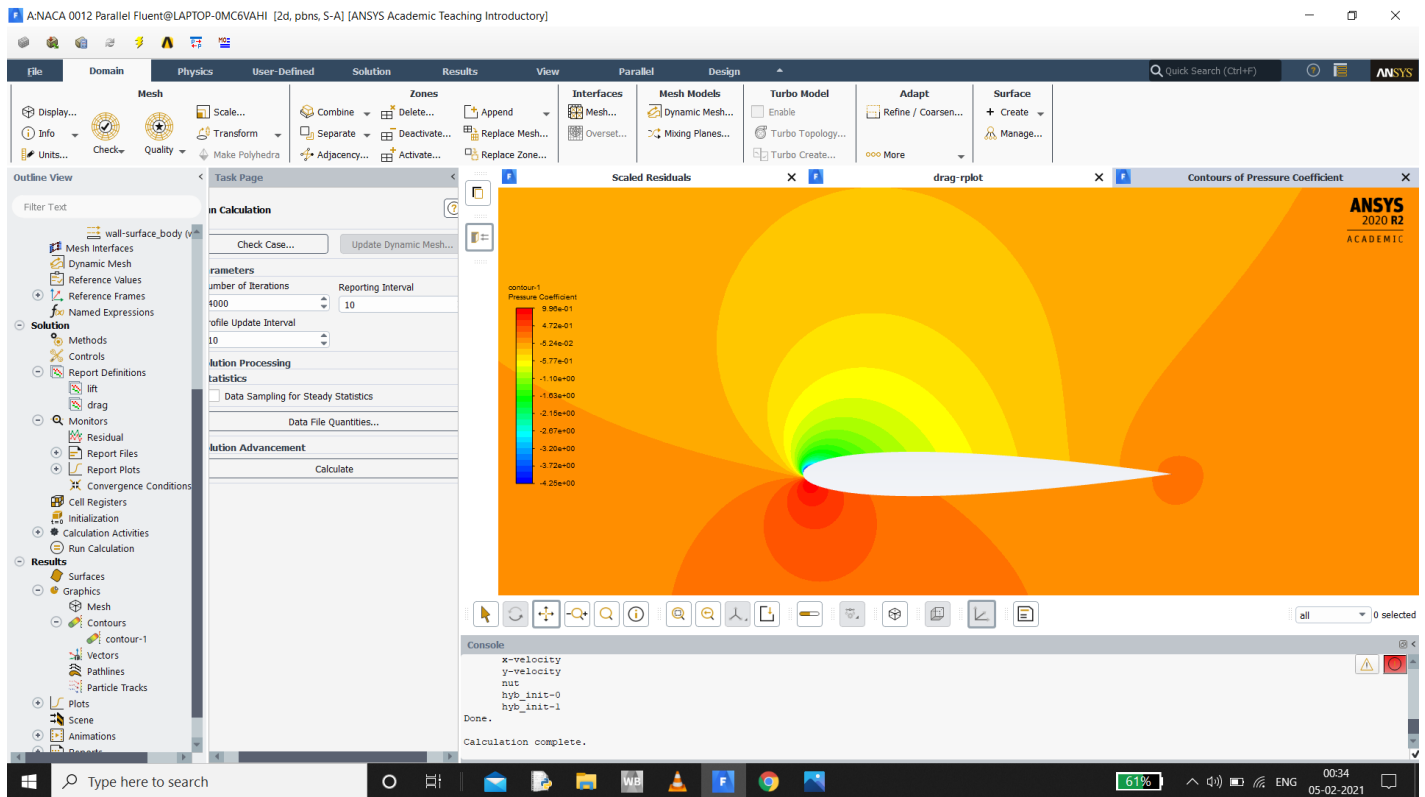 A:NACA 0012 Parallel Fluent@LAPTOP-0MC6VAHI [2d, pbns, S-A] [ANSYS Academic Teaching Introductory]
File Domain Physics User-Defined Solution Results View Parallel Design Quick Search (Ctrl+F) ANSYS
Mesh Zones Interfaces Mesh Models Turbo Model Adapt Surface
Display... Scale... Combine Delete... Append Mesh... Dynamic Mesh... Enable Refine / Coarsen... Create
Info Transform Separate Deactivate... Replace Mesh... Overset... Mixing Planes... Turbo Topology... Manage...
Units... Check Quality Make Polyhedra Adjacency... Activate... Replace Zone... Turbo Create... More
Outline View
Filter Text
wall-surface_body (v
Mesh Interfaces
Dynamic Mesh
Reference Values
Reference Frames
Named Expressions
Solution
Methods
Controls
Report Definitions
lift
drag
Monitors
Residual
Report Files
Report Plots
Convergence Conditions
Cell Registers
Initialization
Calculation Activities
Run Calculation
Results
Surfaces
Graphics
Mesh
Contours
contour-1
Vectors
Pathlines
Particle Tracks
Plots
Scene
Animations
Reports
Task Page
n Calculation
Check Case... Update Dynamic Mesh...
rameters
umber of Iterations Reporting Interval
4000 10
rofile Update Interval
10
lution Processing
tatistics
Data Sampling for Steady Statistics
Data File Quantities...
lution Advancement
Calculate
Scaled Residuals drag-rplot Contours of Pressure Coefficient
ANSYS
2020 R2
ACADEMIC
contour-1
Pressure Coefficient
9.96e-01
4.72e-01
-5.24e-02
-5.77e-01
-1.10e+00
-1.63e+00
-2.15e+00
-2.67e+00
-3.20e+00
-3.72e+00
-4.25e+00
all 0 selected
Console
x-velocity
y-velocity
nut
hyb_init-0
hyb_init-1
Done.
Calculation complete.
Type here to search WB 61% ENG 00:34
05-02-2021